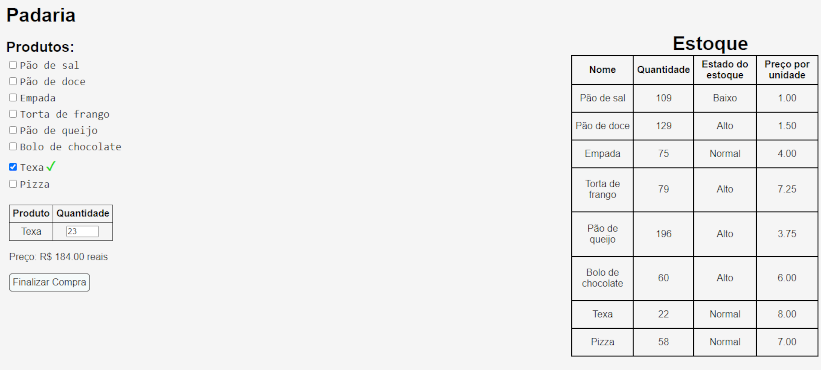 Padaria
Produtos:
Pão de sal
Pão de doce
Empada
Torta de frango
Pão de queijo
Bolo de chocolate
Texa
Pizza
Produto Quantidade
Texa 23
Preço: R$ 184.00 reais
Finalizar Compra
Estoque
Nome Quantidade Estado do estoque Preço por unidade
Pão de sal 109 Baixo 1.00
Pão de doce 129 Alto 1.50
Empada 75 Normal 4.00
Torta de frango 79 Alto 7.25
Pão de queijo 196 Alto 3.75
Bolo de chocolate 60 Alto 6.00
Texa 22 Normal 8.00
Pizza 58 Normal 7.00